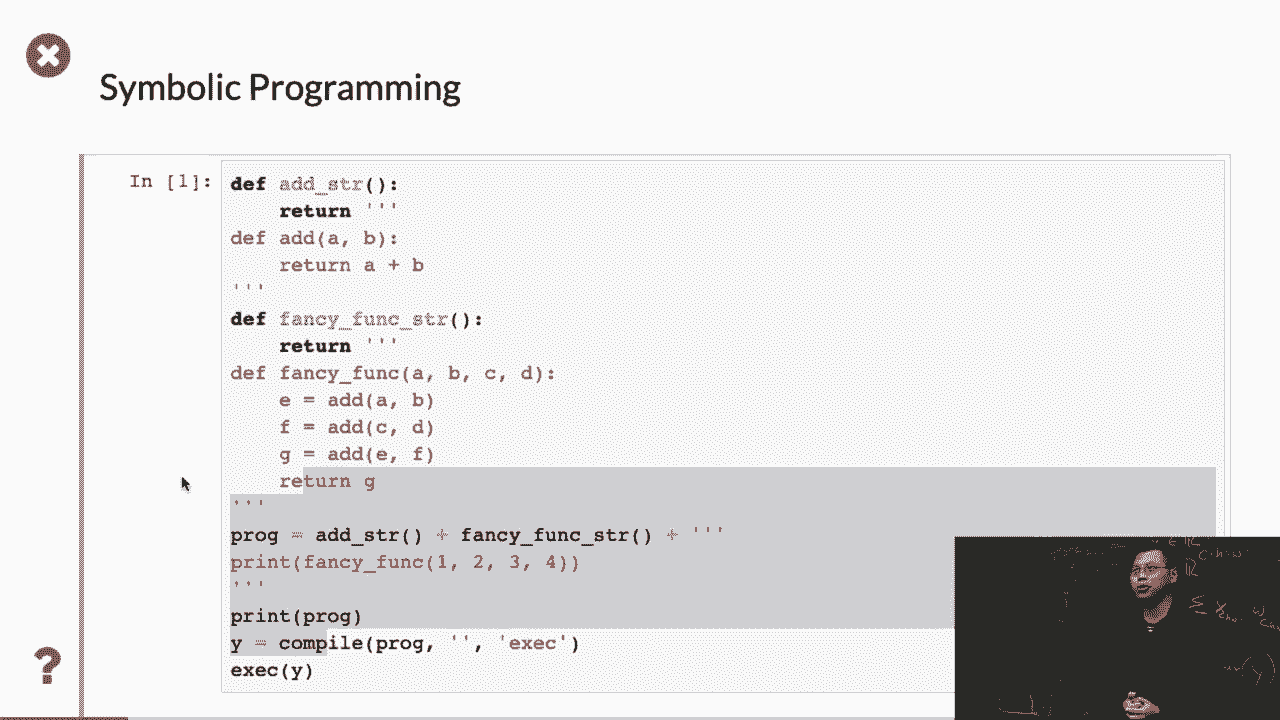 Symbolic Programming
In [1]:
def add_str():
    return '''
def add(a, b):
    return a + b
'''
def fancy_func_str():
    return '''
def fancy_func(a, b, c, d):
    e = add(a, b)
    f = add(c, d)
    g = add(e, f)
    return g
'''
prog = add_str() + fancy_func_str() + '''
print(fancy_func(1, 2, 3, 4))
'''
print(prog)
y = compile(prog, '', 'exec')
exec(y)
?